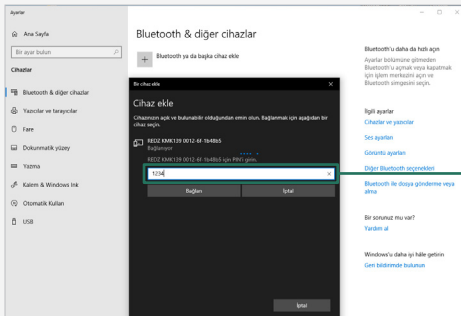 Ayarlar
Ana Sayfa
Bir ayar bulun
Cihazlar
Bluetooth & diğer cihazlar
Yazıcılar ve tarayıcılar
Fare
Dokunmatik yüzey
Yazma
Kalem & Windows Ink
Otomatik Kullan
USB
Bluetooth & diğer cihazlar
Bluetooth ya da başka cihaz ekle
Bir cihaz ekle
Cihaz ekle
Cihazınızın açık ve bulunabilir olduğundan emin olun. Bağlanmak için aşağıdan bir
cihaz seçin.
REDZ KMK139 0012-6F-1b48b5
Bağlanıyor
REDZ KMK139 0012-6F-1b48b5 için PIN'i girin.
1234
Bağlan
İptal
İptal
Bluetooth'u daha da hızlı açın
Ayarlar bölümüne gitmeden
Bluetooth'u açmak veya kapatmak
için işlem merkezini açın ve
Bluetooth simgesini seçin.
İlgili ayarlar
Cihazlar ve yazıcılar
Ses ayarları
Görüntü ayarları
Diğer Bluetooth seçenekleri
Bluetooth ile dosya gönderme veya
alma
Bir sorunuz mu var?
Yardım al
Windows'u daha iyi hâle getirin
Geri bildirimde bulunun